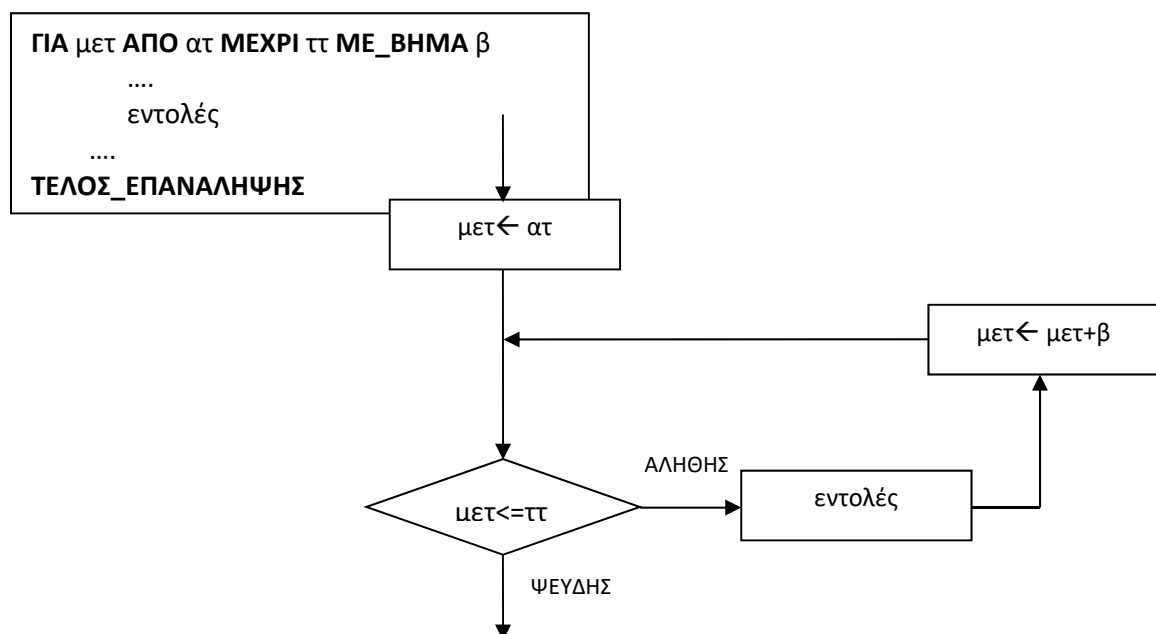 ΓΙΑ μετ ΑΠΟ ατ ΜΕΧΡΙ ττ ΜΕ_ΒΗΜΑ β
....
εντολές
....
ΤΕΛΟΣ_ΕΠΑΝΑΛΗΨΗΣ
μετ← ατ
μετ← μετ+β
ΑΛΗΘΗΣ
εντολές
μετ<=ττ
ΨΕΥΔΗΣ